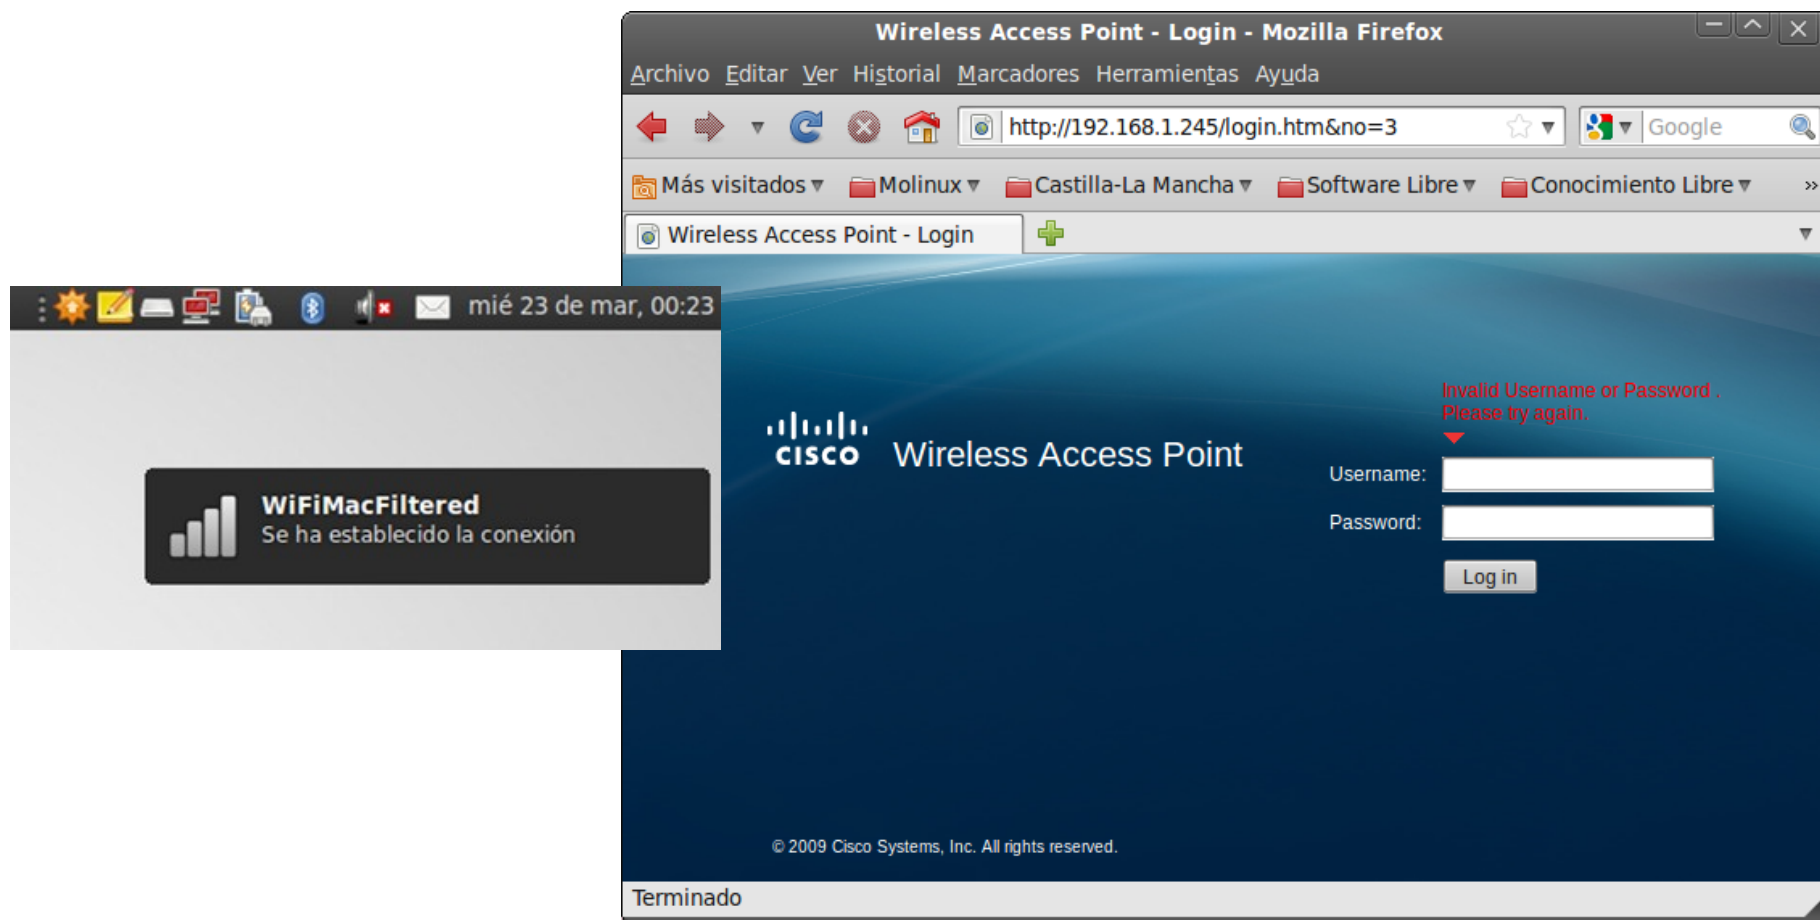 Wireless Access Point - Login - Mozilla Firefox
Archivo Editar Ver Historial Marcadores Herramientas Ayuda
http://192.168.1.245/login.htm&no=3
Google
Más visitados
Molinux
Castilla-La Mancha
Software Libre
Conocimiento Libre
»
Wireless Access Point - Login
mié 23 de mar, 00:23
WiFiMacFiltered
Se ha establecido la conexión
Invalid Username or Password .
Please try again.
CISCO
Wireless Access Point
Username:
Password:
Log in
© 2009 Cisco Systems, Inc. All rights reserved.
Terminado